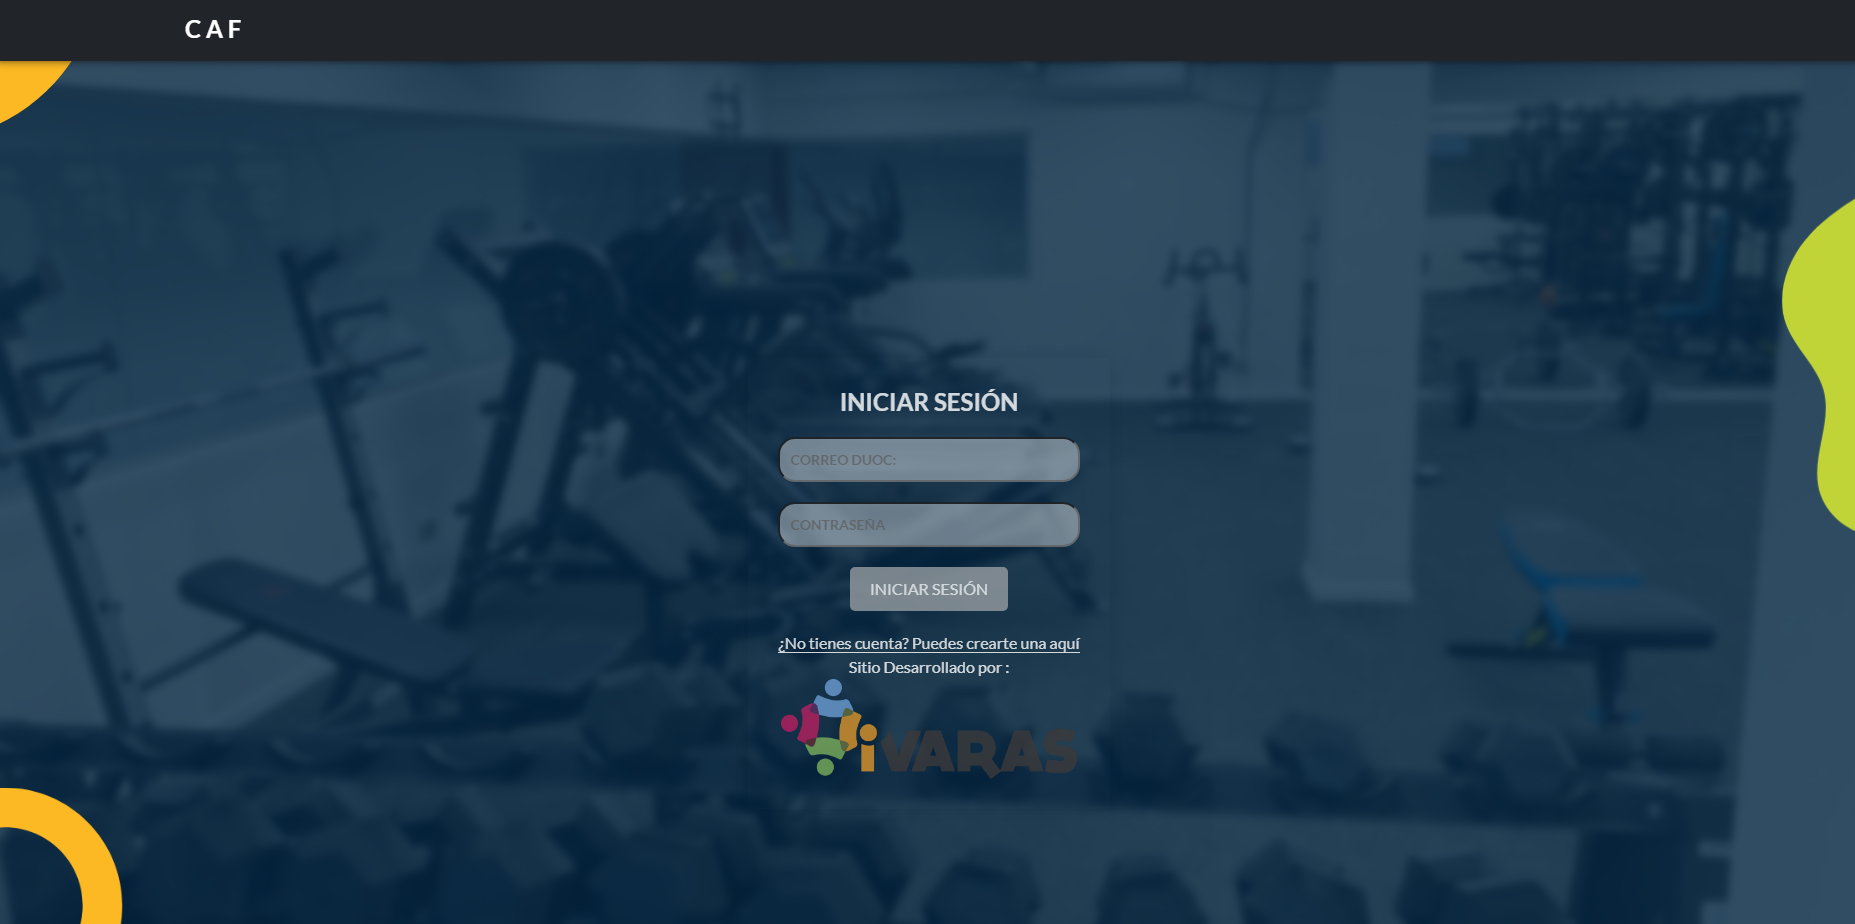 CAF
INICIAR SESIÓN
CORREO DUOC:
CONTRASEÑA
INICIAR SESIÓN
¿No tienes cuenta? Puedes crearte una aquí
Sitio Desarrollado por :
iVARAS